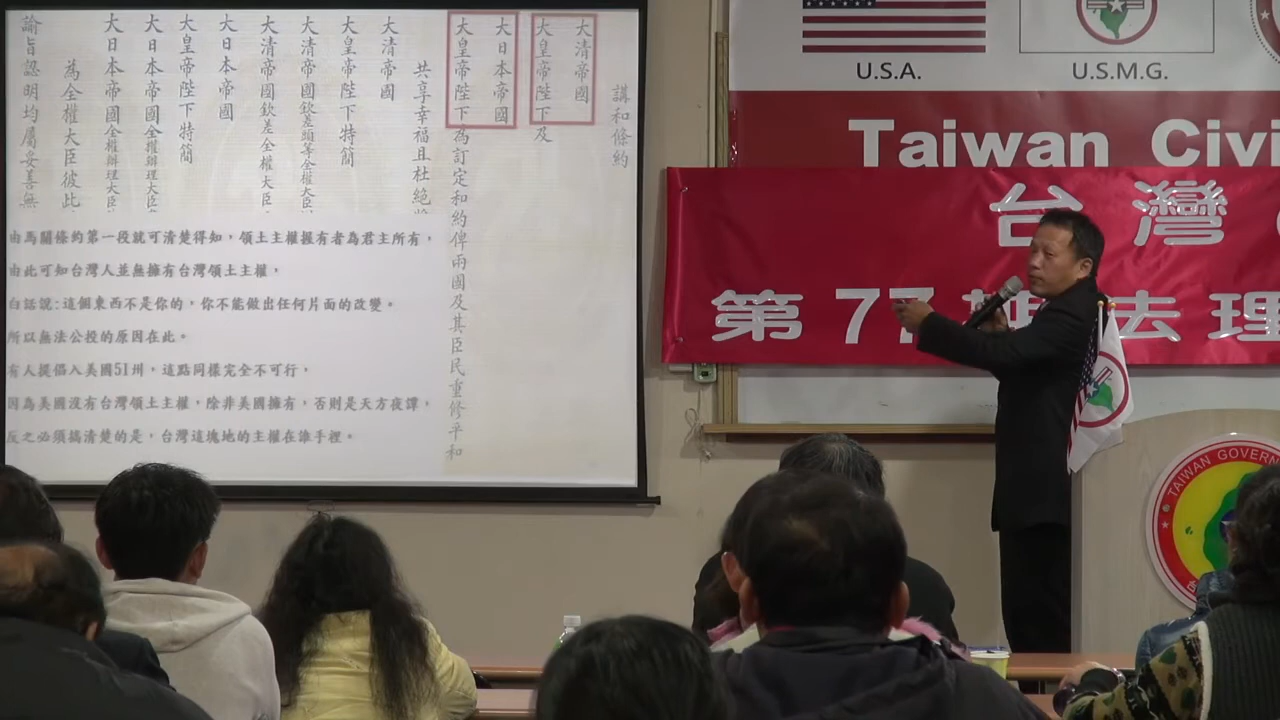 講和條約
大清帝國
大皇帝陛下及
大日本帝國
大皇帝陛下為訂定和約俾兩國及其臣民重修平和
共享幸福且杜絕
大清帝國
大皇帝陛下特簡
大清帝國欽差頭等全權大臣
大清帝國欽差全權大臣
大日本帝國
大皇帝陛下特簡
大日本帝國全權辦理大臣
大日本帝國全權辦理大臣
為全權大臣彼此
諭旨認明均屬妥善無
由馬關條約第一段就可清楚得知，領土主權握有者為君主所有，
由此可知台灣人並無擁有台灣領土主權，
白話說:這個東西不是你的，你不能做出任何片面的改變。
所以無法公投的原因在此。
有人提倡入美國51州，這點同樣完全不可行，
因為美國沒有台灣領土主權，除非美國擁有，否則是天方夜譚，
反之必須搞清楚的是，台灣這塊地的主權在誰手裡。
U.S.A.
U.S.M.G.
Taiwan Civi
台灣
第77梯法理
TAIWAN GOVERN